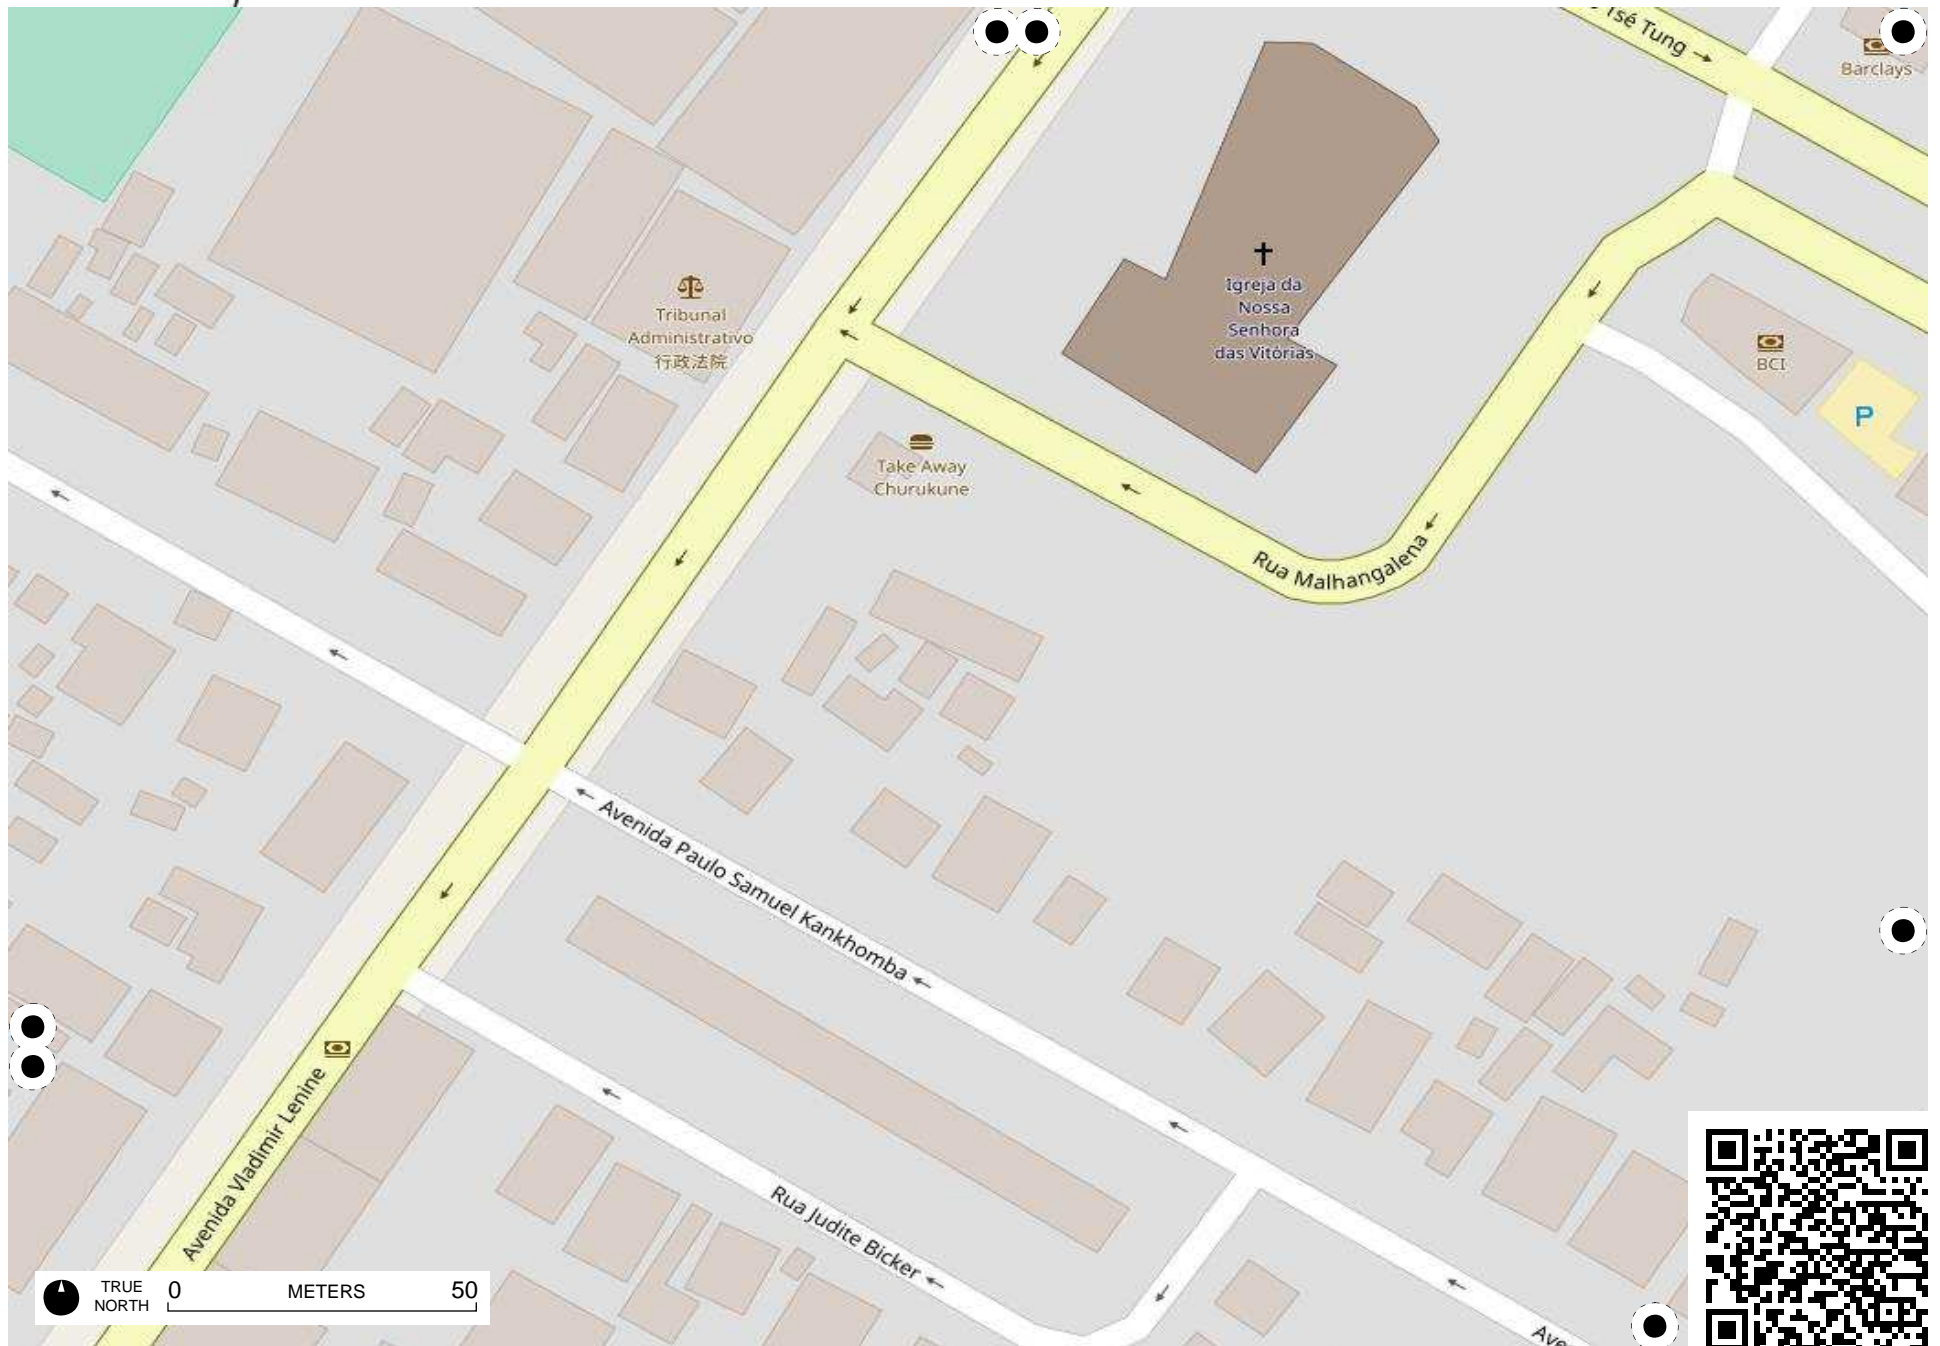 Tsé Tung
Barclays
Igreja da
Nossa
Senhora
das Vitórias
Tribunal
Administrativo
行政法院
BCI
P
Take Away
Churukune
Rua Malhangalena
Avenida Paulo Samuel Kankhomba
Avenida Vladimir Lenine
Rua Judite Bicker
TRUE
NORTH
0 METERS 50
Ave